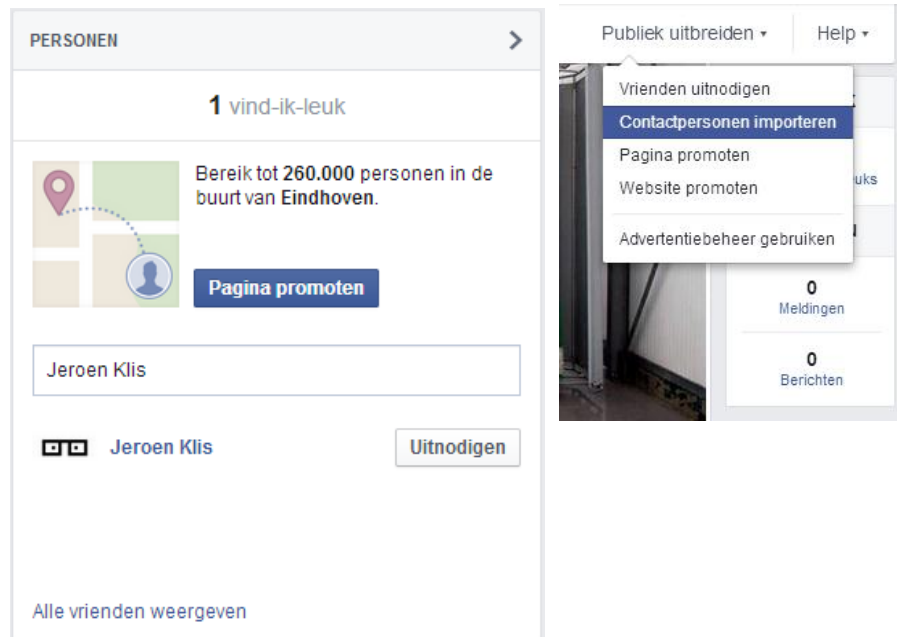 PERSONEN
1 vind-ik-leuk
Bereik tot 260.000 personen in de
buurt van Eindhoven.
Pagina promoten
Jeroen Klis
Jeroen Klis
Uitnodigen
Alle vrienden weergeven
Publiek uitbreiden
Help
Vrienden uitnodigen
Contactpersonen importeren
Pagina promoten
Website promoten
uks
Advertentiebeheer gebruiken
0
Meldingen
0
Berichten